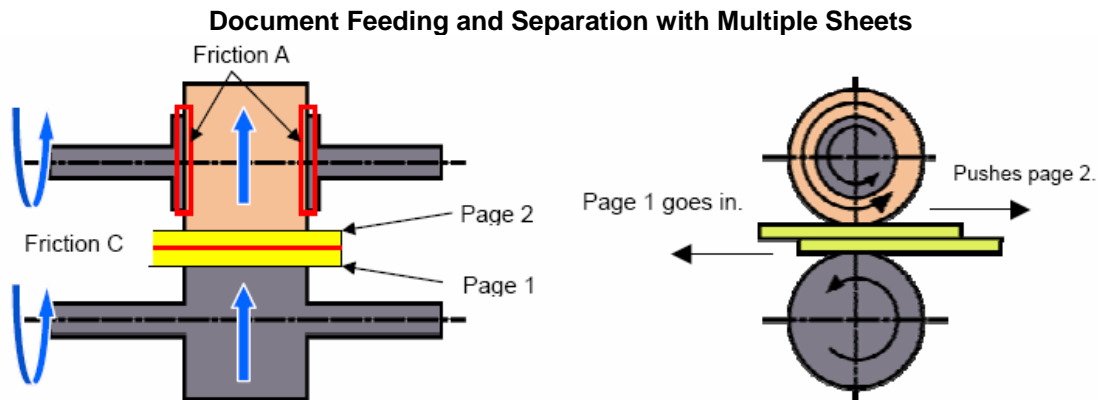 Document Feeding and Separation with Multiple Sheets
Friction A
Page 2
Friction C
Page 1
Page 1 goes in.
Pushes page 2.